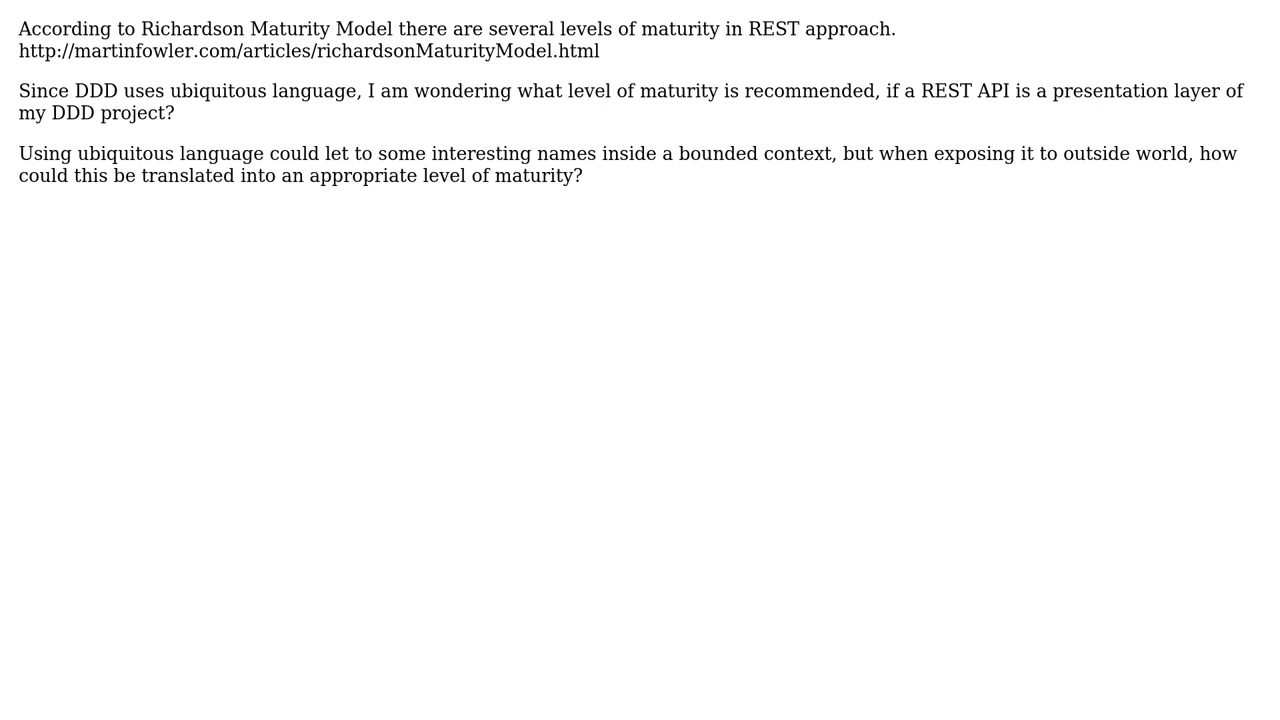 According to Richardson Maturity Model there are several levels of maturity in REST approach.
http://martinfowler.com/articles/richardsonMaturityModel.html
Since DDD uses ubiquitous language, I am wondering what level of maturity is recommended, if a REST API is a presentation layer of
my DDD project?
Using ubiquitous language could let to some interesting names inside a bounded context, but when exposing it to outside world, how
could this be translated into an appropriate level of maturity?